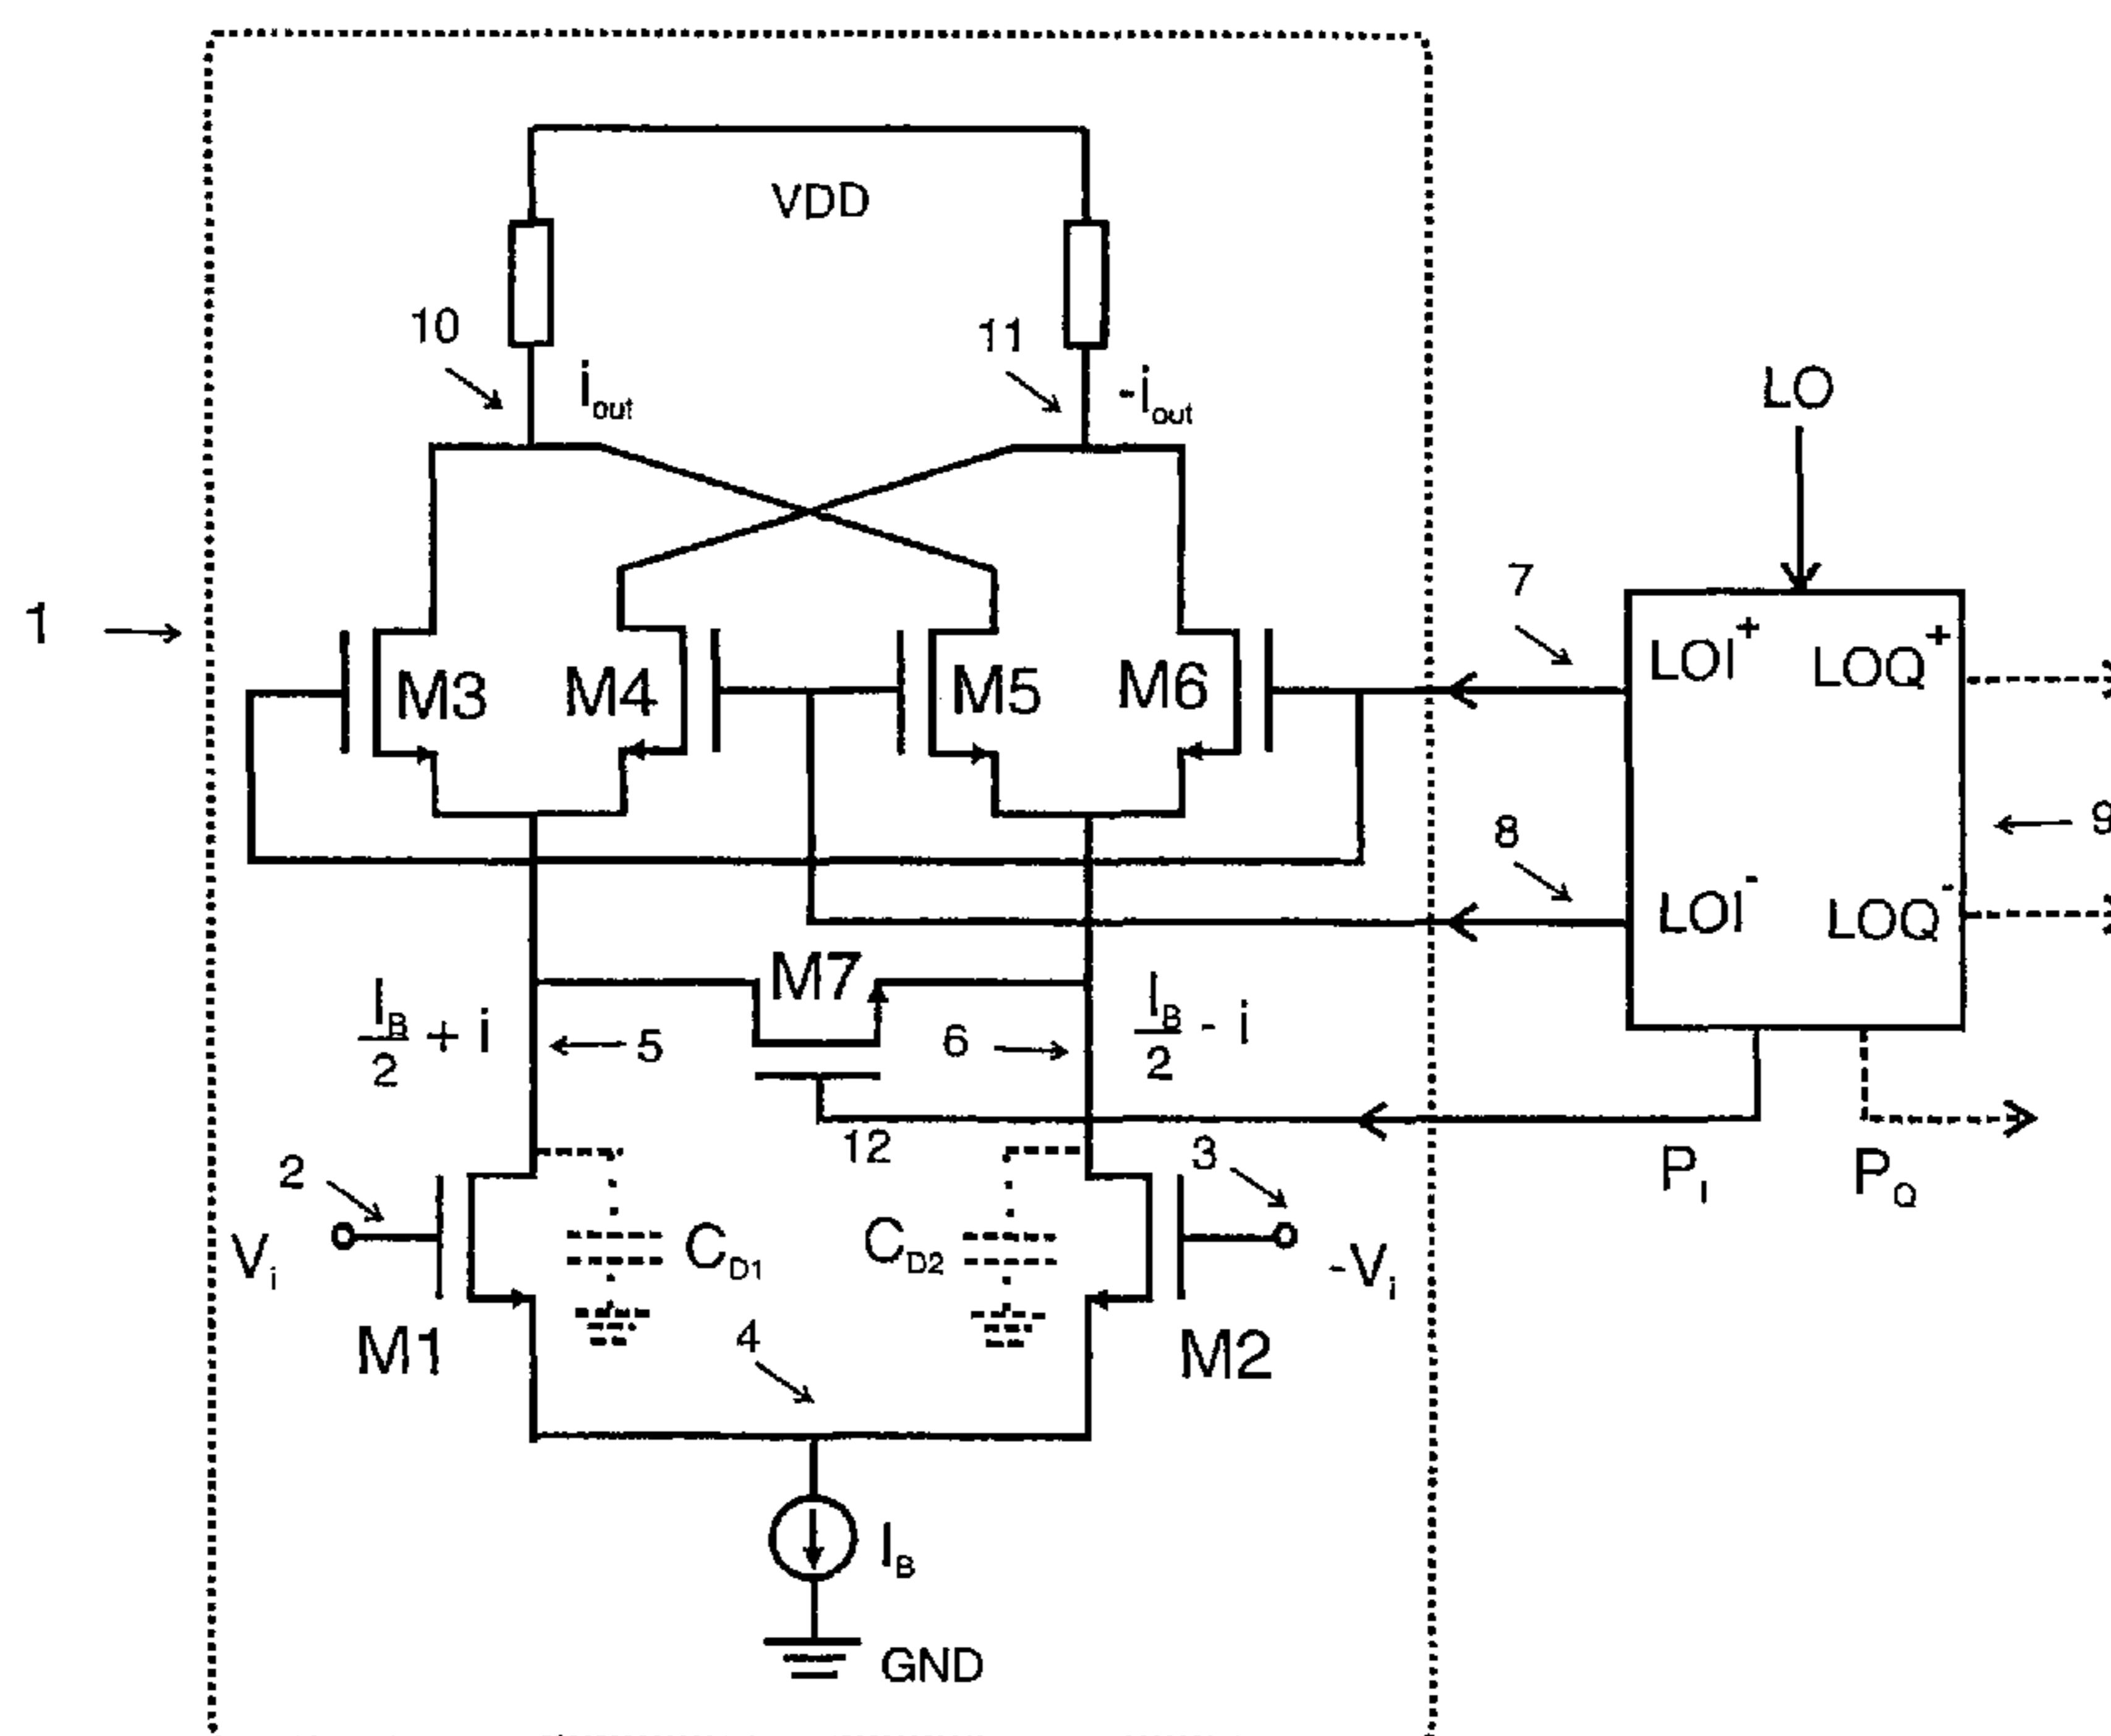 VDD
10
i_out
11
-i_out
LO
1
7
LOI+
LOQ+
M3
M4
M5
M6
8
9
LOI-
LOQ-
M7
I_B/2 + i
5
6
I_B/2 - i
12
3
P_I
P_Q
2
V_i
C_D1
C_D2
-V_i
M1
4
M2
I_B
GND